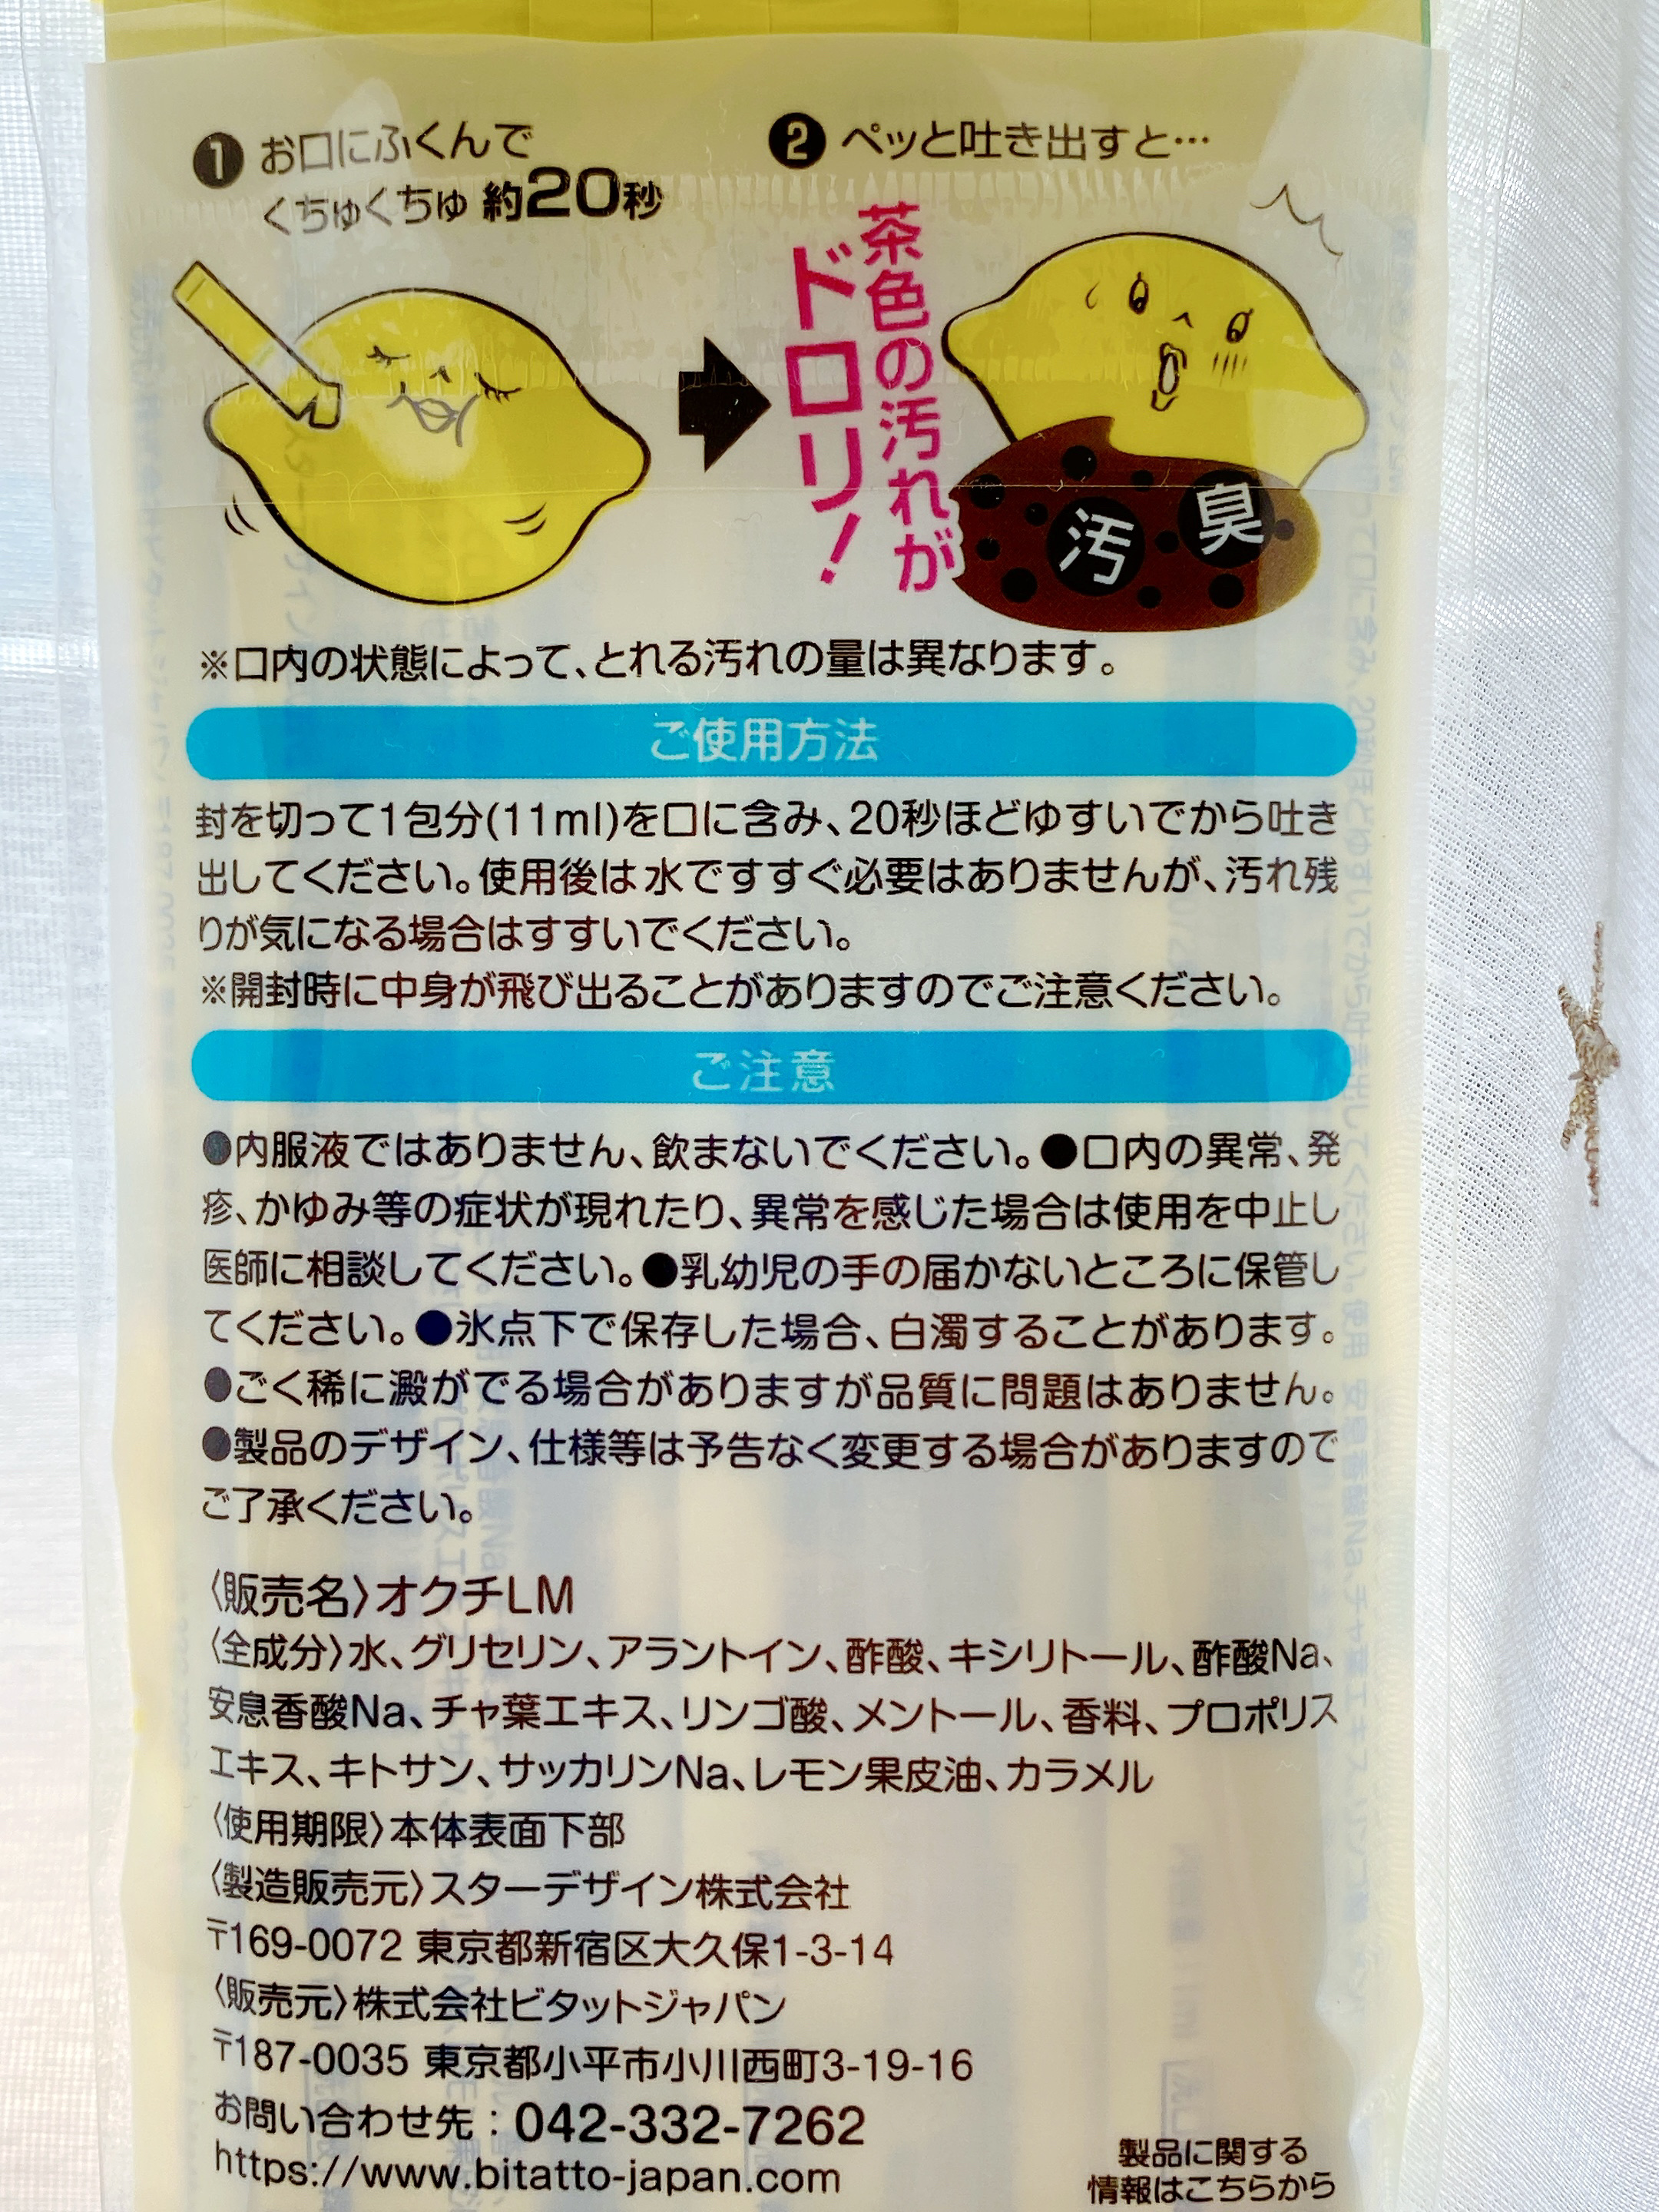 ❶ お口にふくんで
くちゅくちゅ 約20秒
❷ ペッと吐き出すと…
茶色の汚れが
ドロリ!
汚
臭
※口内の状態によって、とれる汚れの量は異なります。
ご使用方法
封を切って1包分(11ml)を口に含み、20秒ほどゆすいでから吐き
出してください。使用後は水ですすぐ必要はありませんが、汚れ残
りが気になる場合はすすいでください。
※開封時に中身が飛び出ることがありますのでご注意ください。
ご注意
●内服液ではありません、飲まないでください。●口内の異常、発
疹、かゆみ等の症状が現れたり、異常を感じた場合は使用を中止し
医師に相談してください。●乳幼児の手の届かないところに保管し
てください。●氷点下で保存した場合、白濁することがあります。
●ごく稀に澱がでる場合がありますが品質に問題はありません。
●製品のデザイン、仕様等は予告なく変更する場合がありますので
ご了承ください。
〈販売名〉オクチLM
〈全成分〉水、グリセリン、アラントイン、酢酸、キシリトール、酢酸Na、
安息香酸Na、チャ葉エキス、リンゴ酸、メントール、香料、プロポリス
エキス、キトサン、サッカリンNa、レモン果皮油、カラメル
〈使用期限〉本体表面下部
〈製造販売元〉スターデザイン株式会社
〒169-0072 東京都新宿区大久保1-3-14
〈販売元〉株式会社ビタットジャパン
〒187-0035 東京都小平市小川西町3-19-16
お問い合わせ先：042-332-7262
https://www.bitatto-japan.com
製品に関する
情報はこちらから